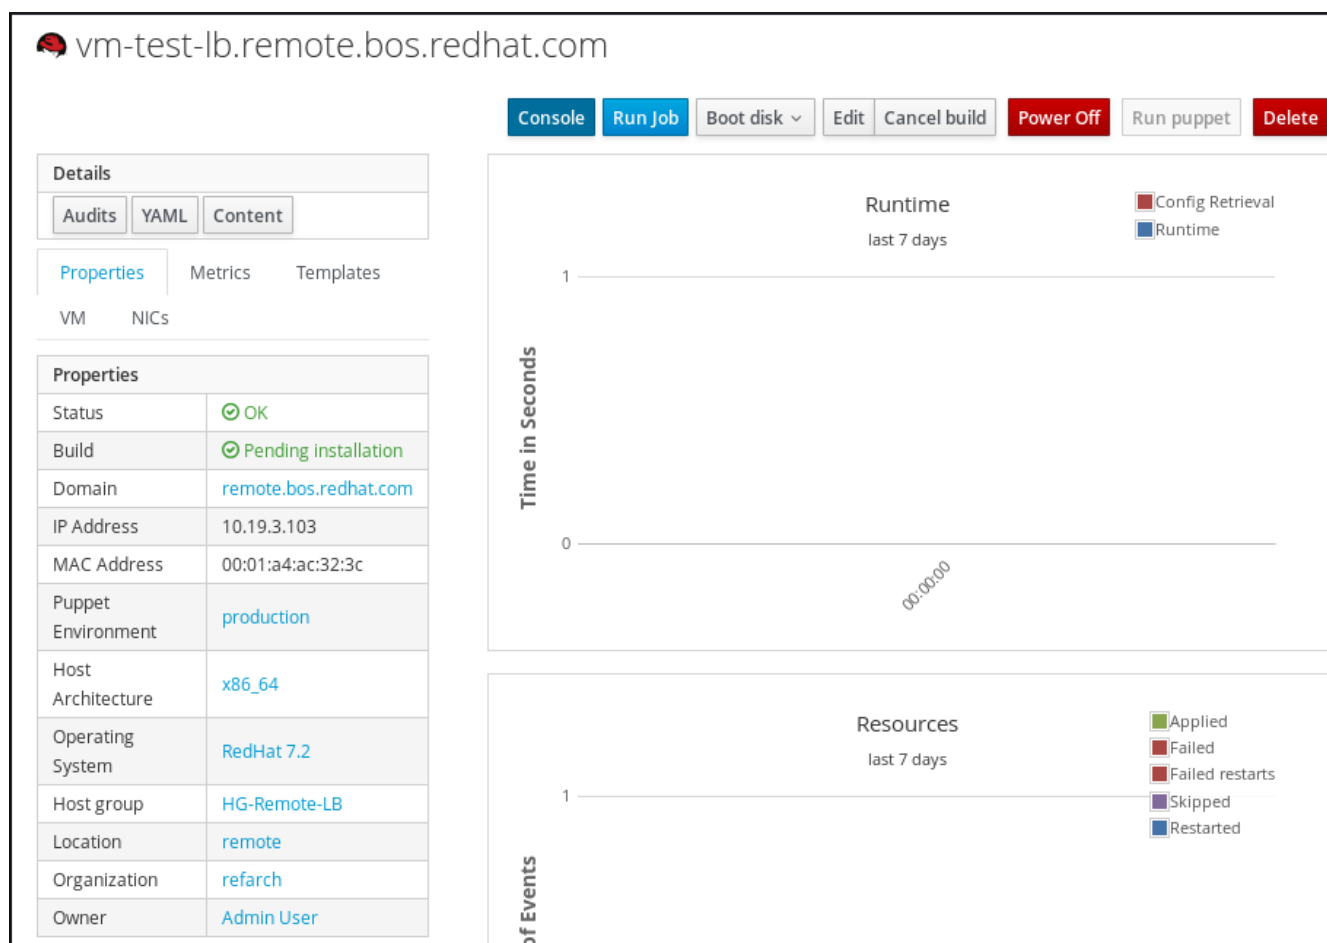 vm-test-lb.remote.bos.redhat.com
Console Run Job Boot disk Edit Cancel build Power Off Run puppet Delete
Details
Audits YAML Content
Properties Metrics Templates
VM NICs
Properties
Status OK
Build Pending installation
Domain remote.bos.redhat.com
IP Address 10.19.3.103
MAC Address 00:01:a4:ac:32:3c
Puppet
Environment
production
Host
Architecture
x86_64
Operating
System
RedHat 7.2
Host group HG-Remote-LB
Location remote
Organization refarch
Owner Admin User
Runtime
last 7 days
Config Retrieval
Runtime
1
Time in Seconds
0
00:00:00
Resources
last 7 days
Applied
Failed
Failed restarts
Skipped
Restarted
1
of Events